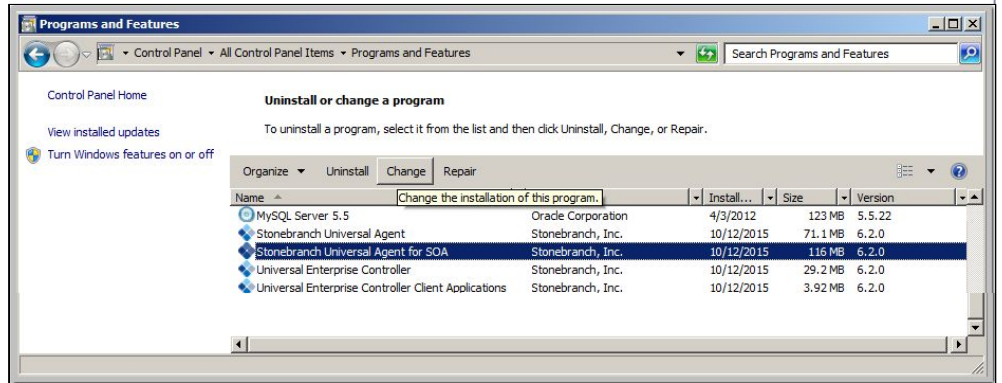 Programs and Features
Control Panel All Control Panel Items Programs and Features Search Programs and Features
Control Panel Home
View installed updates
Turn Windows features on or off
Uninstall or change a program
To uninstall a program, select it from the list and then click Uninstall, Change, or Repair.
Organize Uninstall Change Repair
Change the installation of this program.
Name Install... Size Version
MySQL Server 5.5 Oracle Corporation 4/3/2012 123 MB 5.5.22
Stonebranch Universal Agent Stonebranch, Inc. 10/12/2015 71.1 MB 6.2.0
Stonebranch Universal Agent for SOA Stonebranch, Inc. 10/12/2015 116 MB 6.2.0
Universal Enterprise Controller Stonebranch, Inc. 10/12/2015 29.2 MB 6.2.0
Universal Enterprise Controller Client Applications Stonebranch, Inc. 10/12/2015 3.92 MB 6.2.0